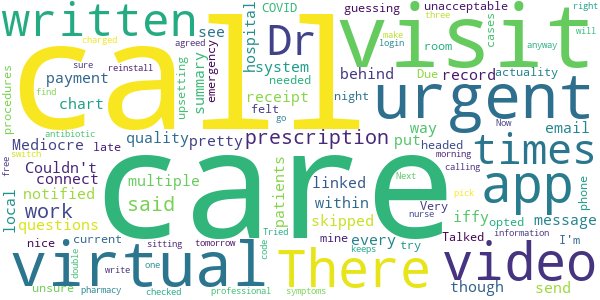 written
call
visit
COVID
guessing
unacceptable
three
right
make
login
cases
will
charged
agreed
sure
reinstall
see
hospital
Dr
room
anyway
urgent
procedures
find
payment
upsetting
summary
emergency
system
behind
Due
record
actuality
needed
chart
receipt
night
antibiotic
felt
go
put
way
email
Now
times
Mediocre
late
quality
pretty
prescription
headed
morning
calling
free
switch
Couldn't
connect
care
patients
linked
within
Next
app
pick
phone
local
notified
multiple
said
skipped
iffy
opted
message
Very
nurse
information
work
questions
mine
every
try
keeps
Talked
I'm
nice
current
sitting
tomorrow
code
Tried
There
video
though
send
virtual
unsure
double
write
one
pharmacy
checked
professional
symptoms